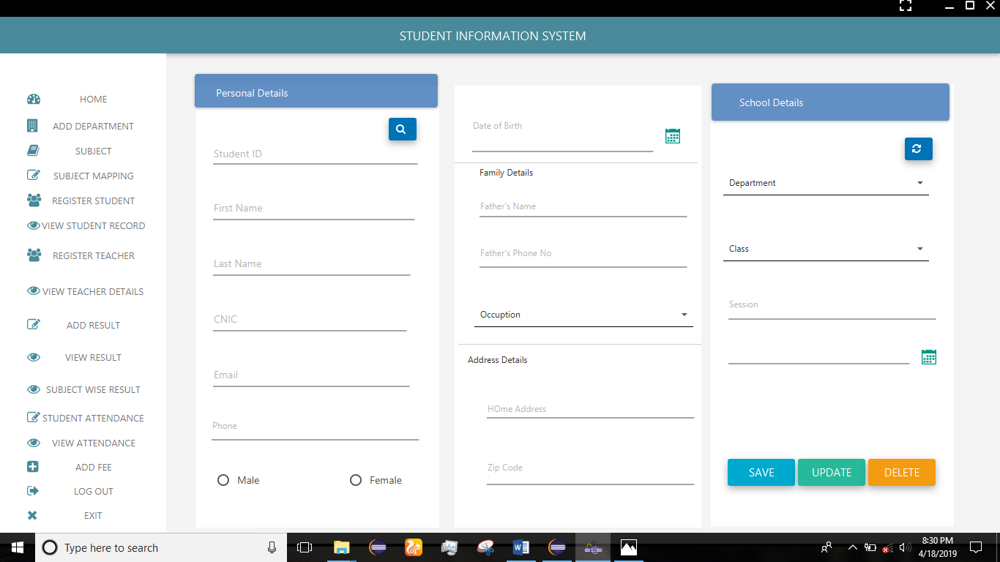 STUDENT INFORMATION SYSTEM
HOME
ADD DEPARTMENT
SUBJECT
SUBJECT MAPPING
REGISTER STUDENT
VIEW STUDENT RECORD
REGISTER TEACHER
VIEW TEACHER DETAILS
ADD RESULT
VIEW RESULT
SUBJECT WISE RESULT
STUDENT ATTENDANCE
VIEW ATTENDANCE
ADD FEE
LOG OUT
EXIT
Personal Details
Student ID
First Name
Last Name
CNIC
Email
Phone
Male
Female
Date of Birth
Family Details
Father's Name
Father's Phone No
Occuption
Address Details
HOme Address
Zip Code
School Details
Department
Class
Session
SAVE
UPDATE
DELETE
Type here to search
8:30 PM
4/18/2019